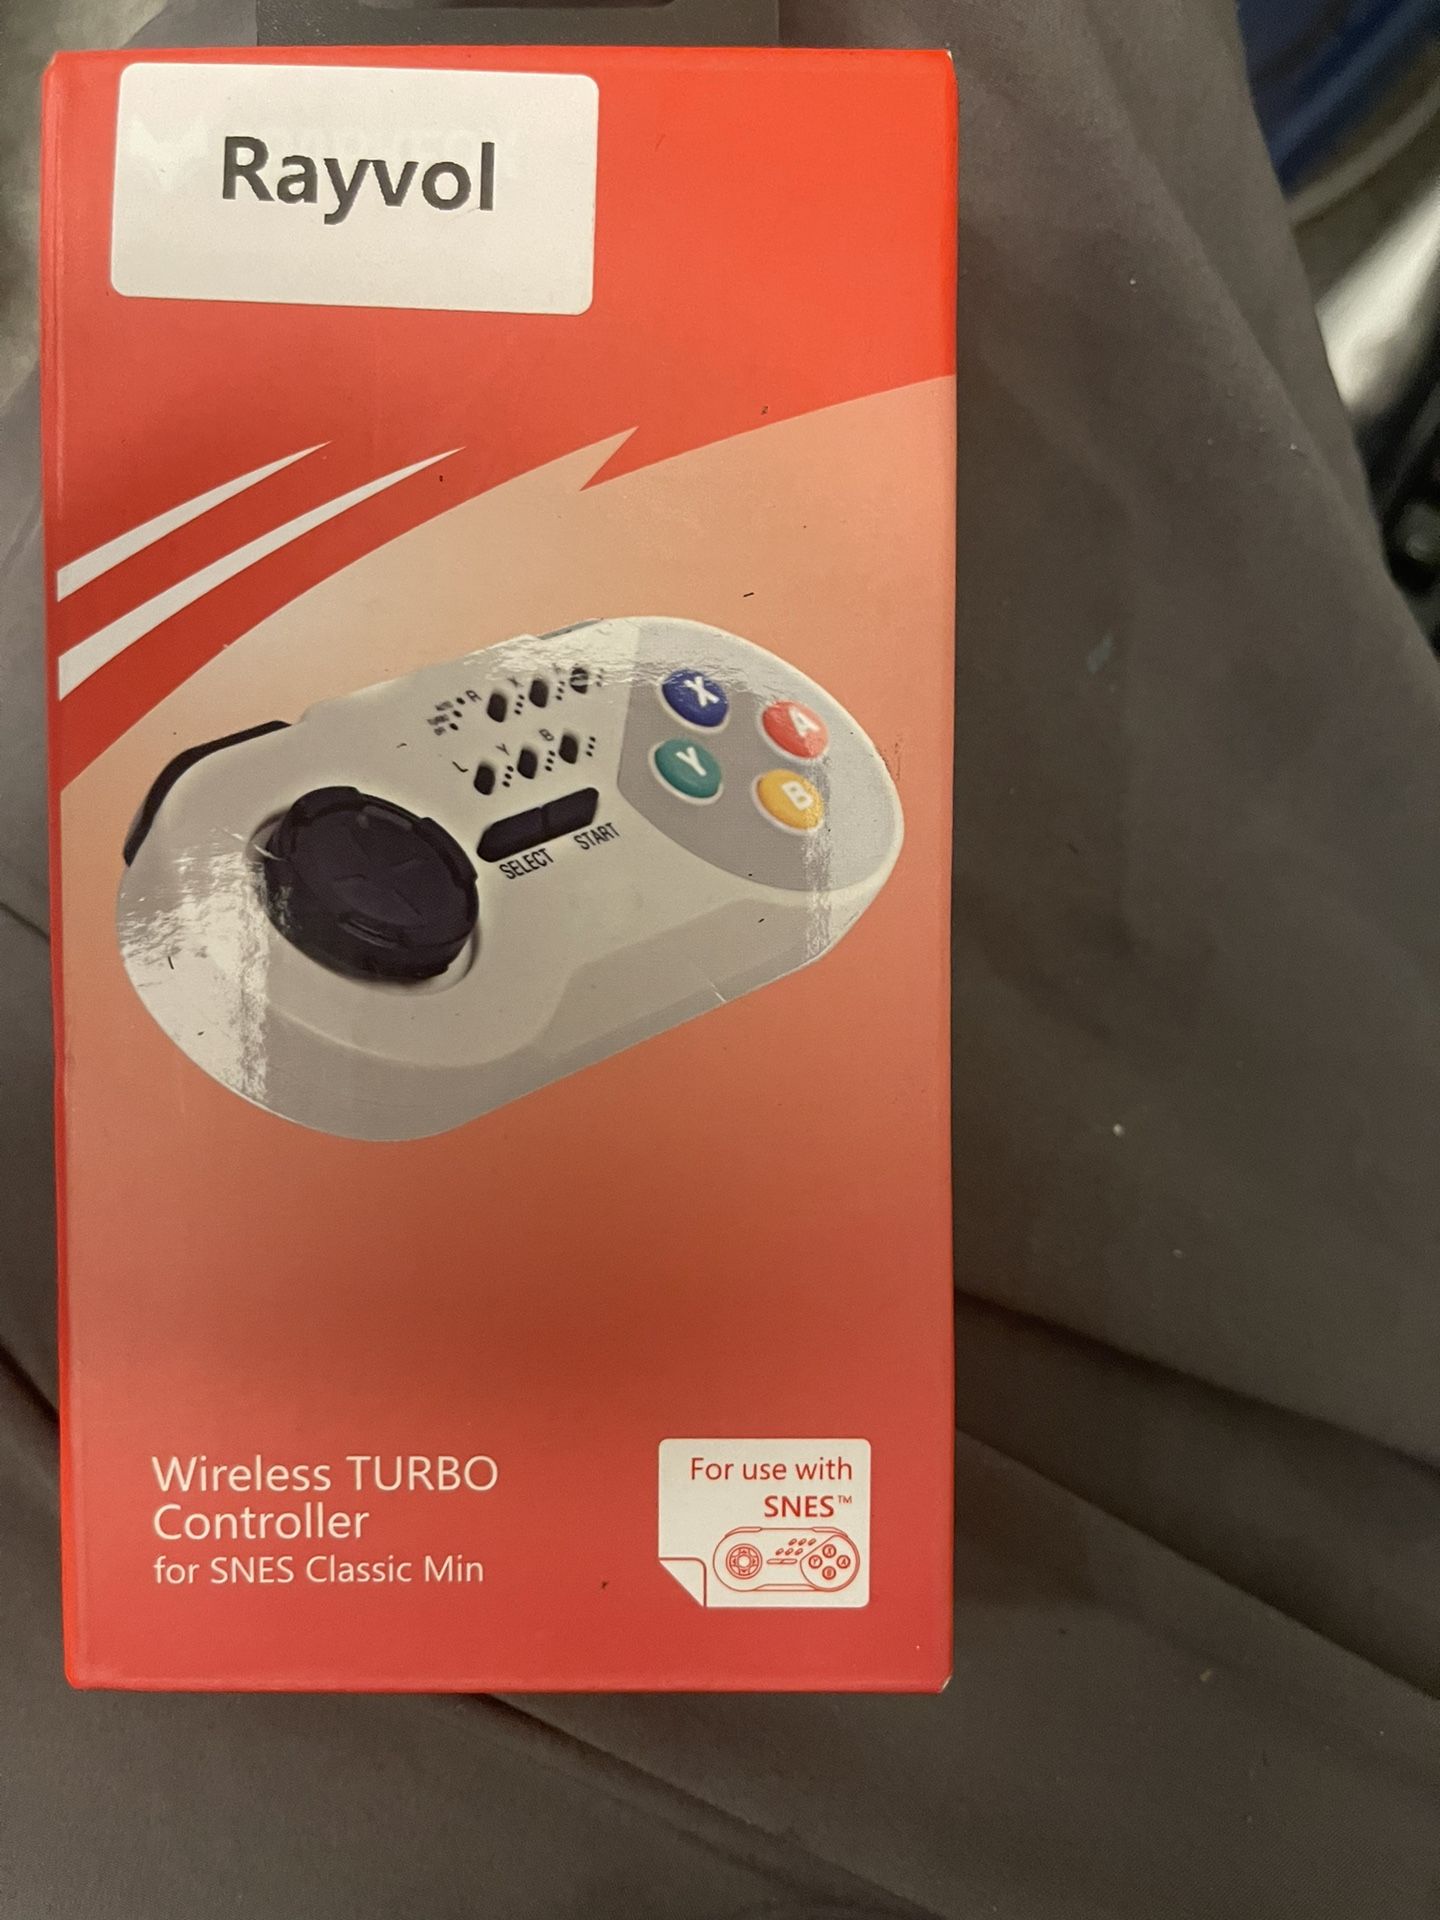 Rayvol
A X
L Y B
X A
Y B
SELECT START
Wireless TURBO
Controller
for SNES Classic Min
For use with
SNES™